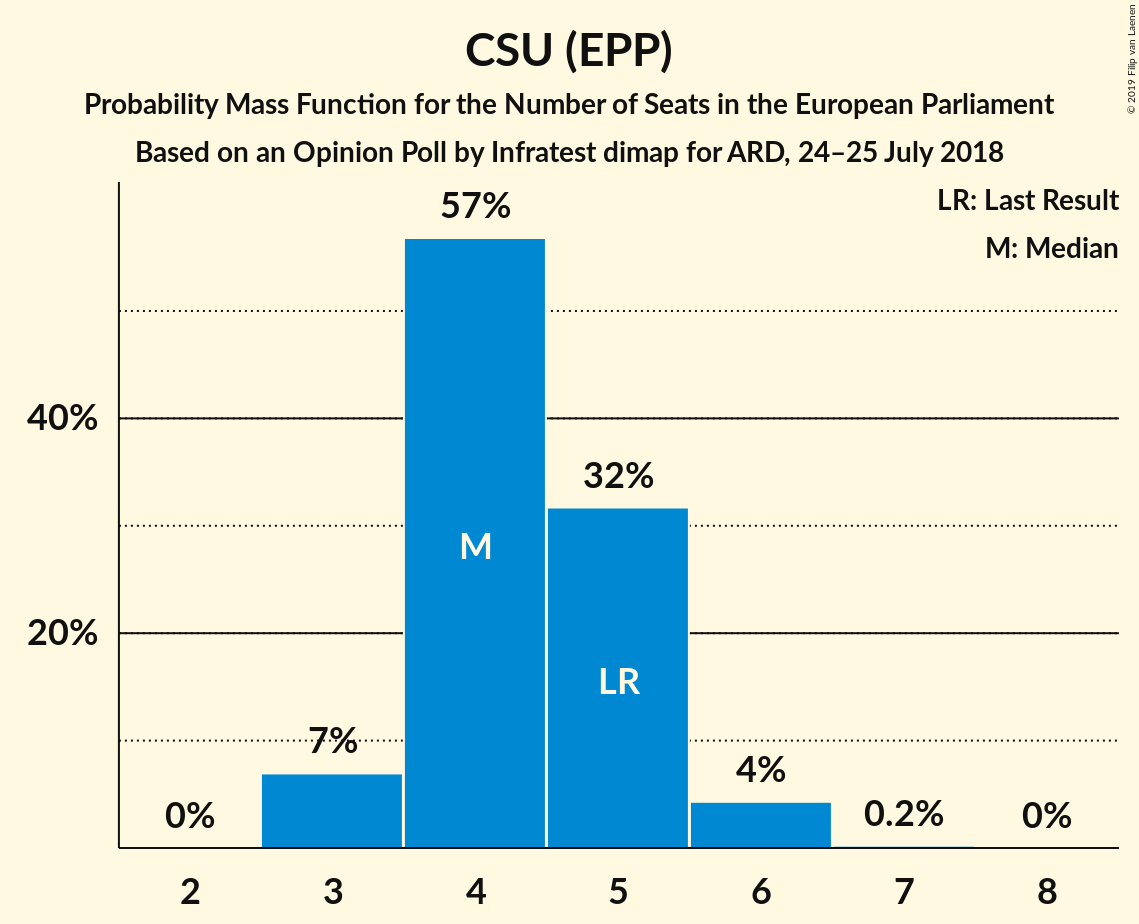 CSU (EPP)
Probability Mass Function for the Number of Seats in the European Parliament
Based on an Opinion Poll by Infratest dimap for ARD, 24–25 July 2018
© 2019 Filip van Laenen
LR: Last Result
M: Median
57%
40%
32%
M
20%
LR
7%
4%
0%
0.2%
0%
2 3 4 5 6 7 8